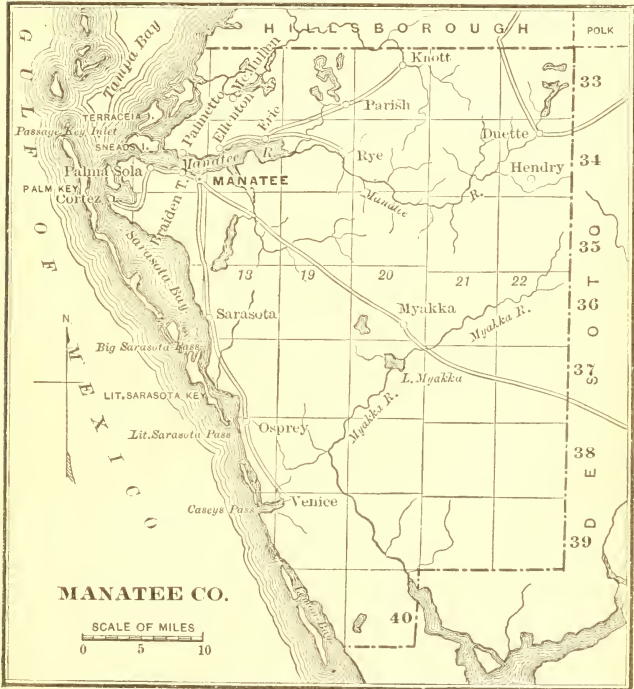 HILLSBOROUGH
POLK
GULF OF MEXICO
Tampa Bay
Knott
33
McMullen
Palmetto
Ellenton
Erie
Parish
TERRACEIA I.
Passage Key Inlet
SNEADS I.
Duette
34
Manatee R.
Rye
Palma Sola
Hendry
PALM KEY
MANATEE
Manatee R.
Cortez
Braiden T.
Sarasota Bay
35
13 19 20 21 22
DE SOTO
36
Sarasota
Myakka
Myakka R.
N
Big Sarasota Pass
37
L. Myakka
LIT. SARASOTA KEY
Myakka R.
Lit. Sarasota Pass
Osprey
38
Caseys Pass
Venice
39
MANATEE CO.
40
SCALE OF MILES
0 5 10